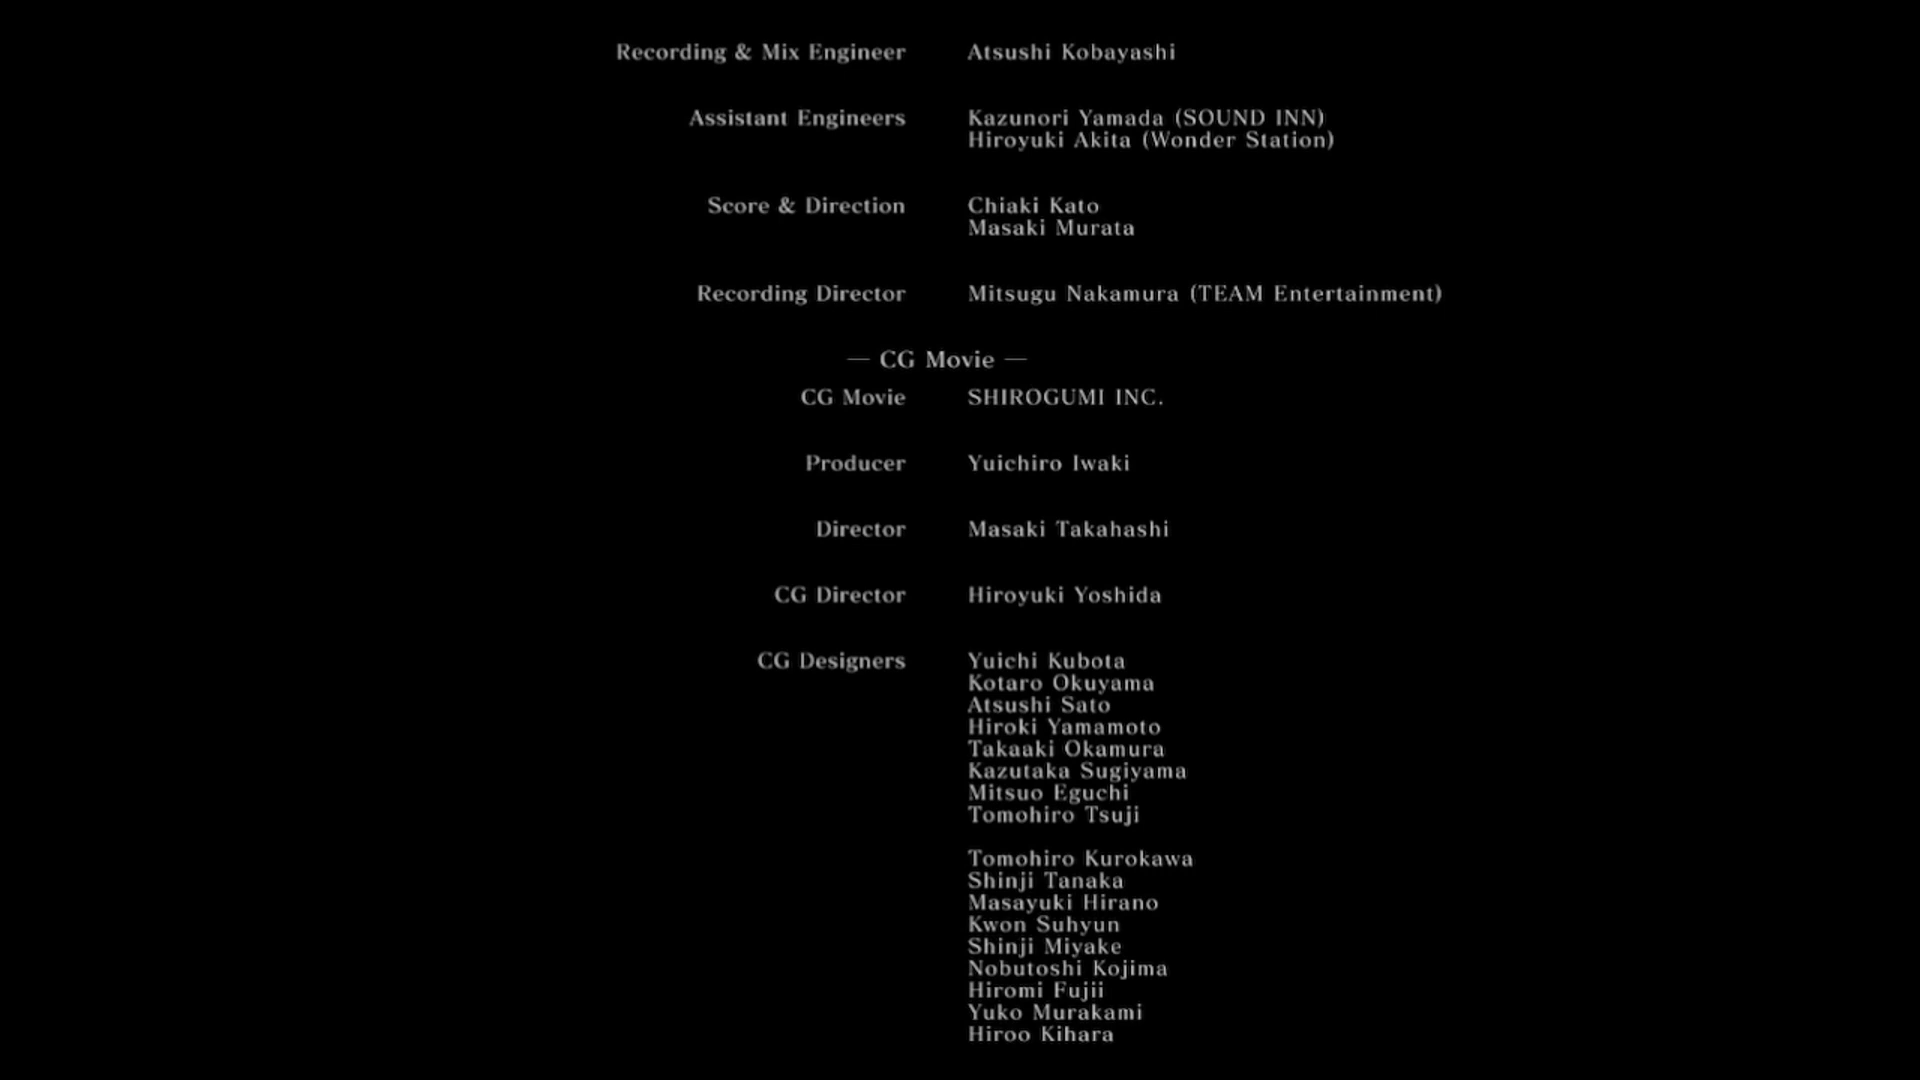 Recording & Mix Engineer Atsushi Kobayashi
Assistant Engineers Kazunori Yamada (SOUND INN)
Hiroyuki Akita (Wonder Station)
Score & Direction Chiaki Kato
Masaki Murata
Recording Director Mitsugu Nakamura (TEAM Entertainment)
— CG Movie —
CG Movie SHIROGUMI INC.
Producer Yuichiro Iwaki
Director Masaki Takahashi
CG Director Hiroyuki Yoshida
CG Designers Yuichi Kubota
Kotaro Okuyama
Atsushi Sato
Hiroki Yamamoto
Takaaki Okamura
Kazutaka Sugiyama
Mitsuo Eguchi
Tomohiro Tsuji
Tomohiro Kurokawa
Shinji Tanaka
Masayuki Hirano
Kwon Suhyun
Shinji Miyake
Nobutoshi Kojima
Hiromi Fujii
Yuko Murakami
Hiroo Kihara